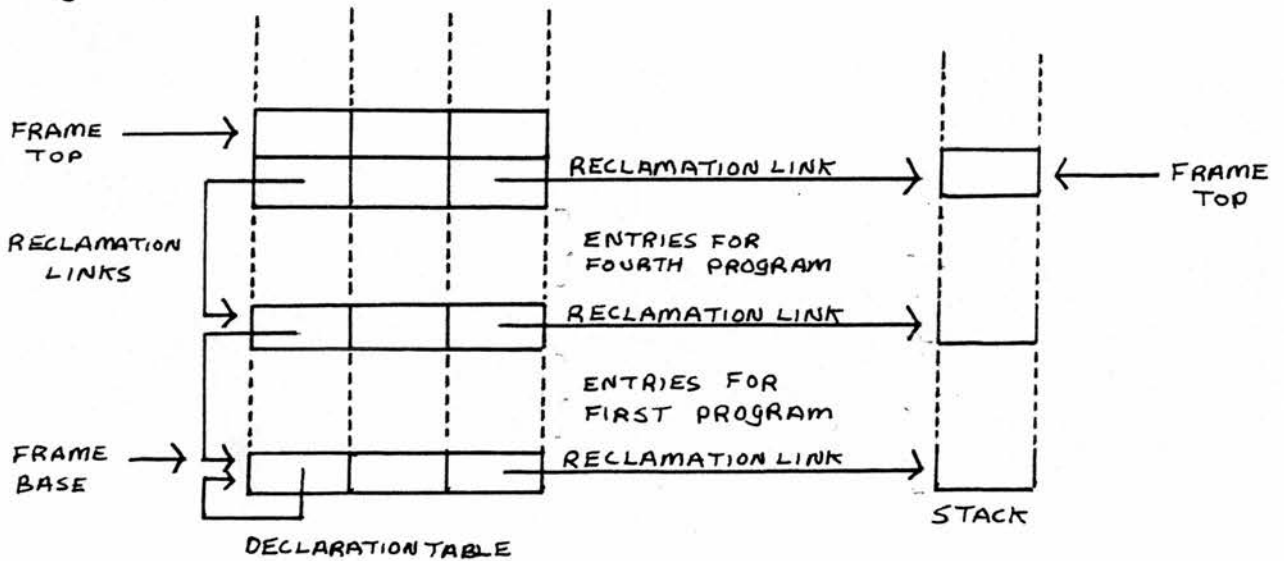 FRAME
TOP
RECLAMATION LINK
FRAME
TOP
RECLAMATION
LINKS
ENTRIES FOR
FOURTH PROGRAM
RECLAMATION LINK
ENTRIES FOR
FIRST PROGRAM
FRAME
BASE
RECLAMATION LINK
STACK
DECLARATION TABLE